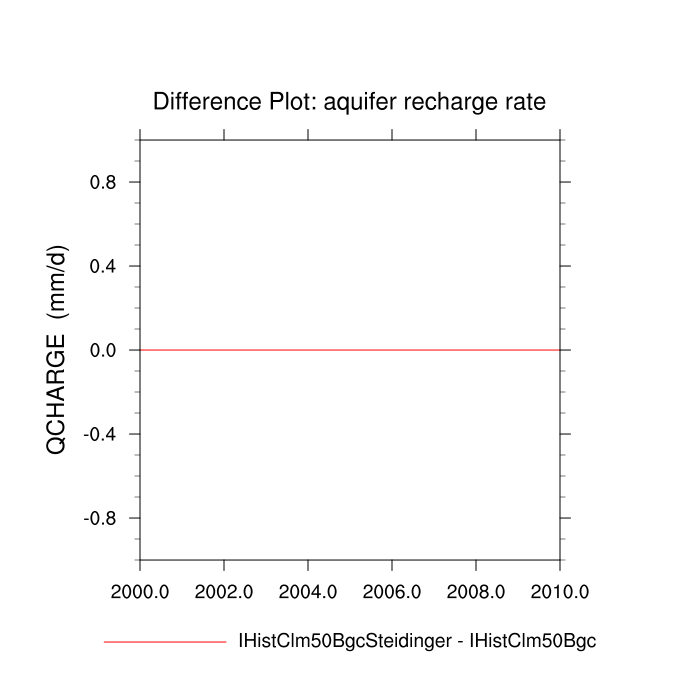 Difference Plot: aquifer recharge rate
QCHARGE (mm/d)
0.8
0.4
0.0
-0.4
-0.8
2000.0 2002.0 2004.0 2006.0 2008.0 2010.0
IHistClm50BgcSteidinger - IHistClm50Bgc